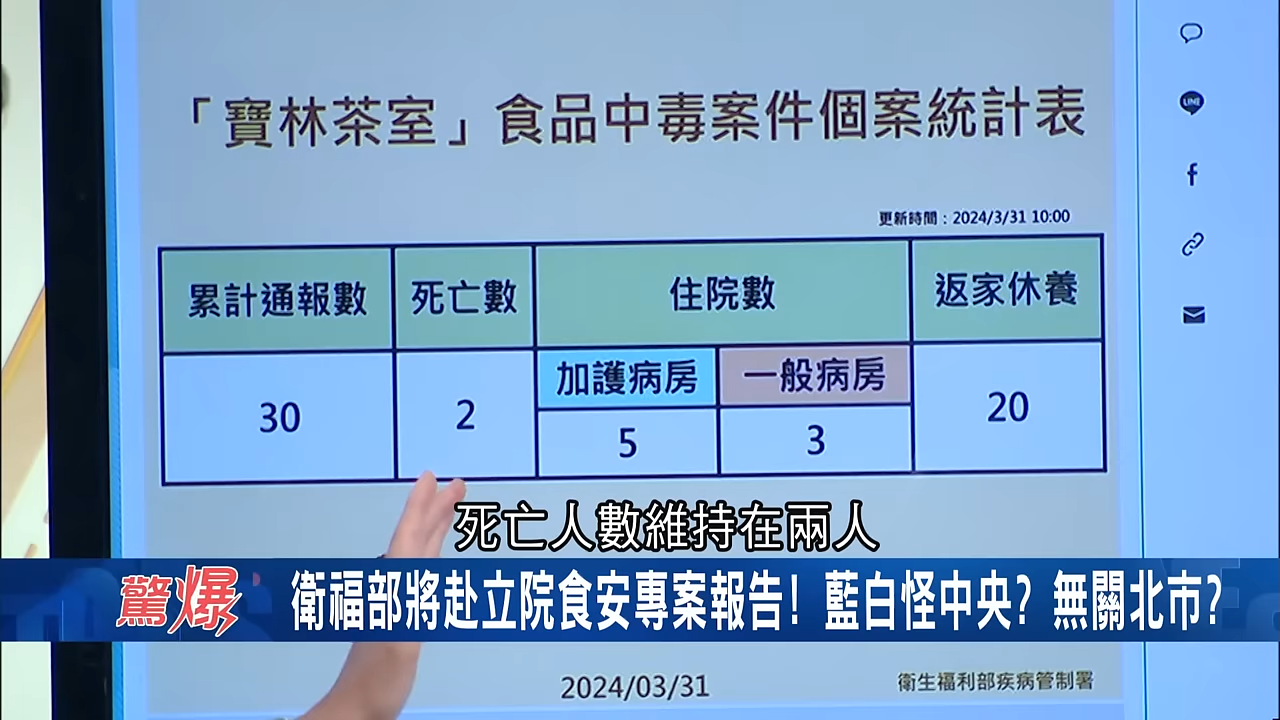 「寶林茶室」食品中毒案件個案統計表
更新時間：2024/3/31 10:00
累計通報數 死亡數 住院數 返家休養
加護病房 一般病房
30 2 5 3 20
死亡人數維持在兩人
驚爆 衛福部將赴立院食安專案報告！藍白怪中央？無關北市？
2024/03/31 衛生福利部疾病管制署
LINE
f